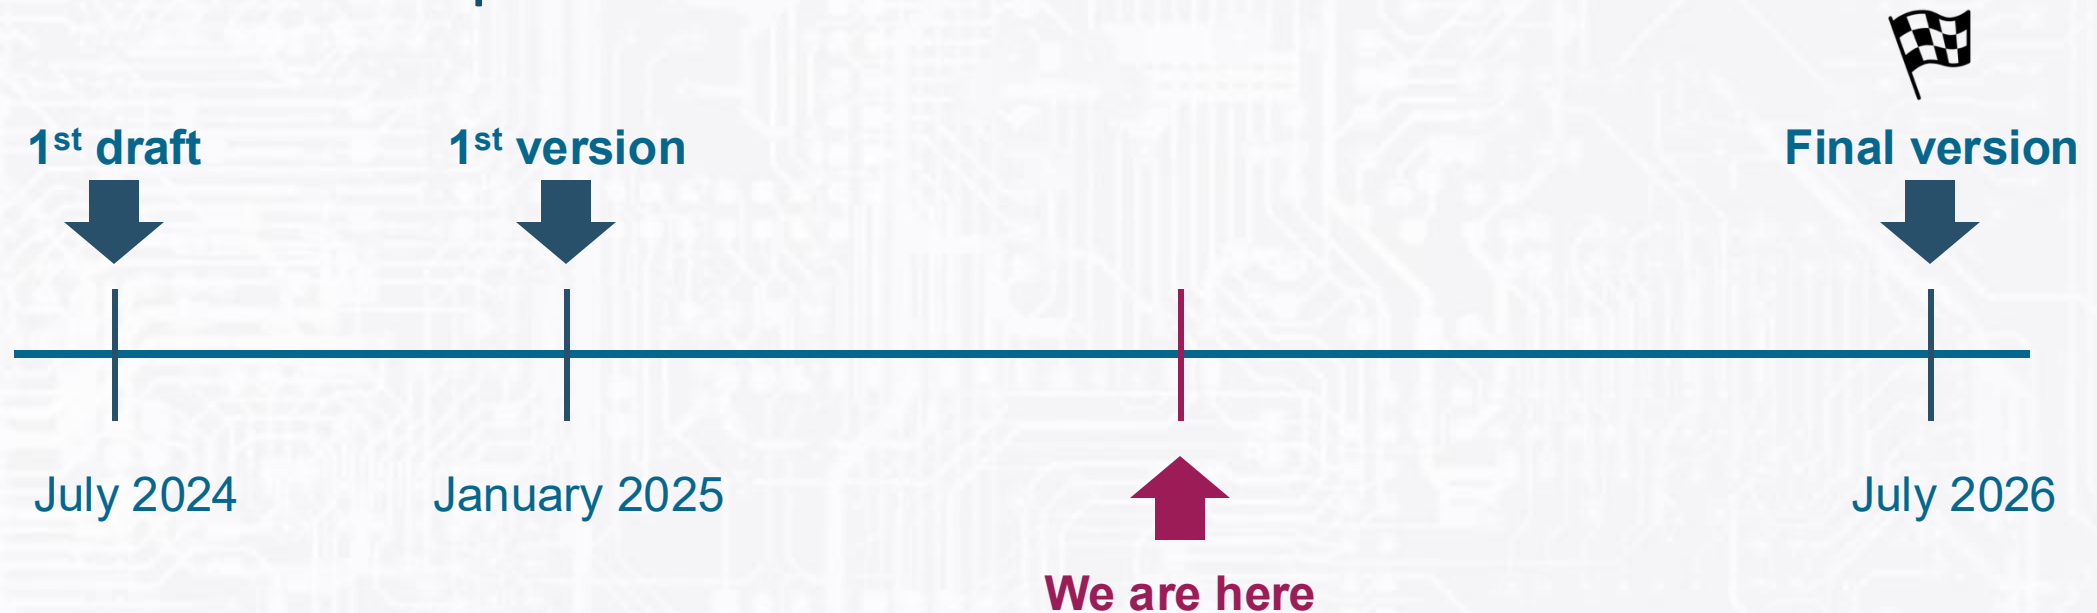 1st draft
1st version
Final version
July 2024
January 2025
July 2026
We are here